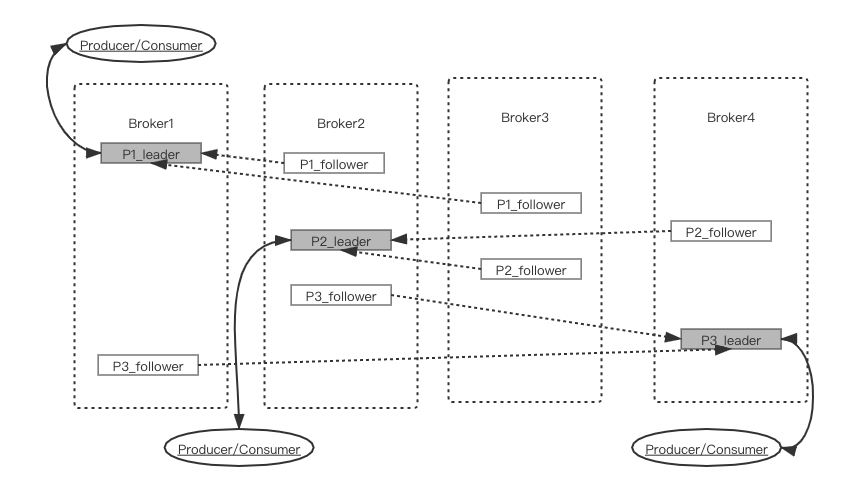 Producer/Consumer
Broker1
Broker2
Broker3
Broker4
P1_leader
P1_follower
P1_follower
P2_follower
P2_leader
P2_follower
P3_follower
P3_leader
P3_follower
Producer/Consumer
Producer/Consumer